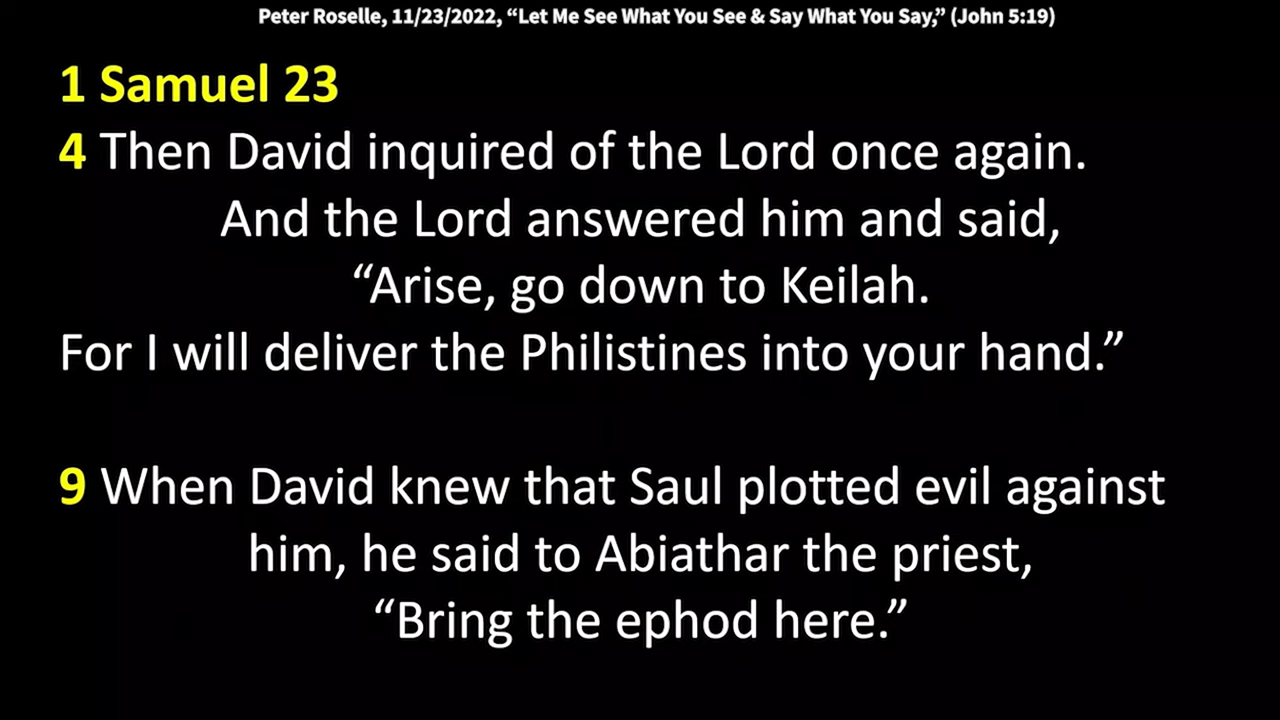 Peter Roselle, 11/23/2022, “Let Me See What You See & Say What You Say,” (John 5:19)
1 Samuel 23
4 Then David inquired of the Lord once again.
And the Lord answered him and said,
“Arise, go down to Keilah.
For I will deliver the Philistines into your hand.”
9 When David knew that Saul plotted evil against
him, he said to Abiathar the priest,
“Bring the ephod here.”